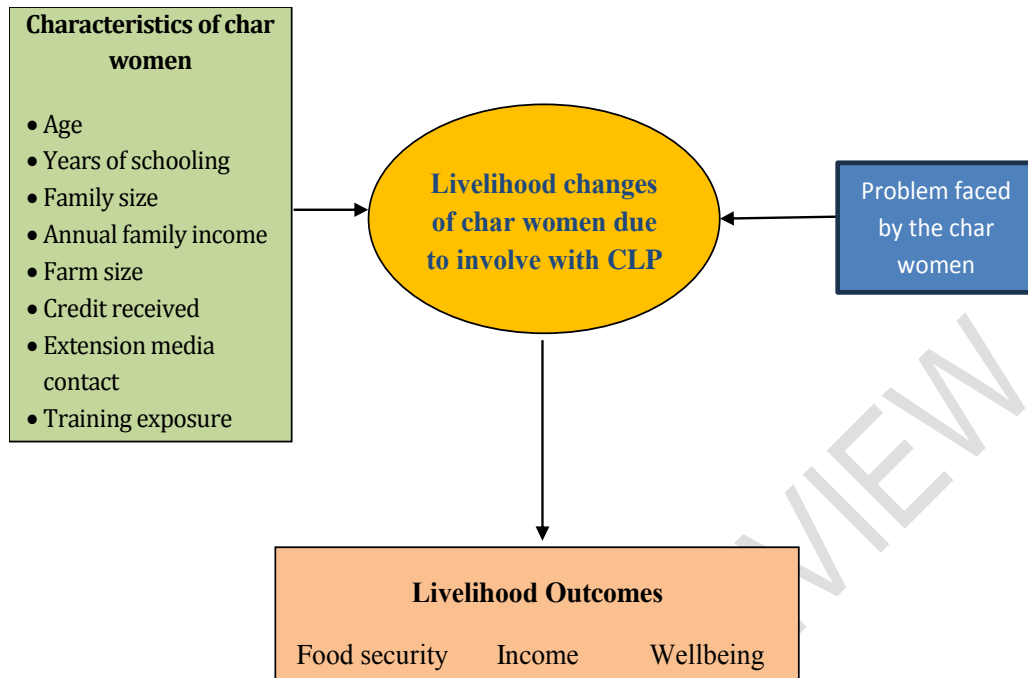 Characteristics of char
women
• Age
• Years of schooling
• Family size
• Annual family income
• Farm size
• Credit received
• Extension media
contact
• Training exposure
Livelihood changes
of char women due
to involve with CLP
Problem faced
by the char
women
VIEW
Livelihood Outcomes
Food security Income Wellbeing